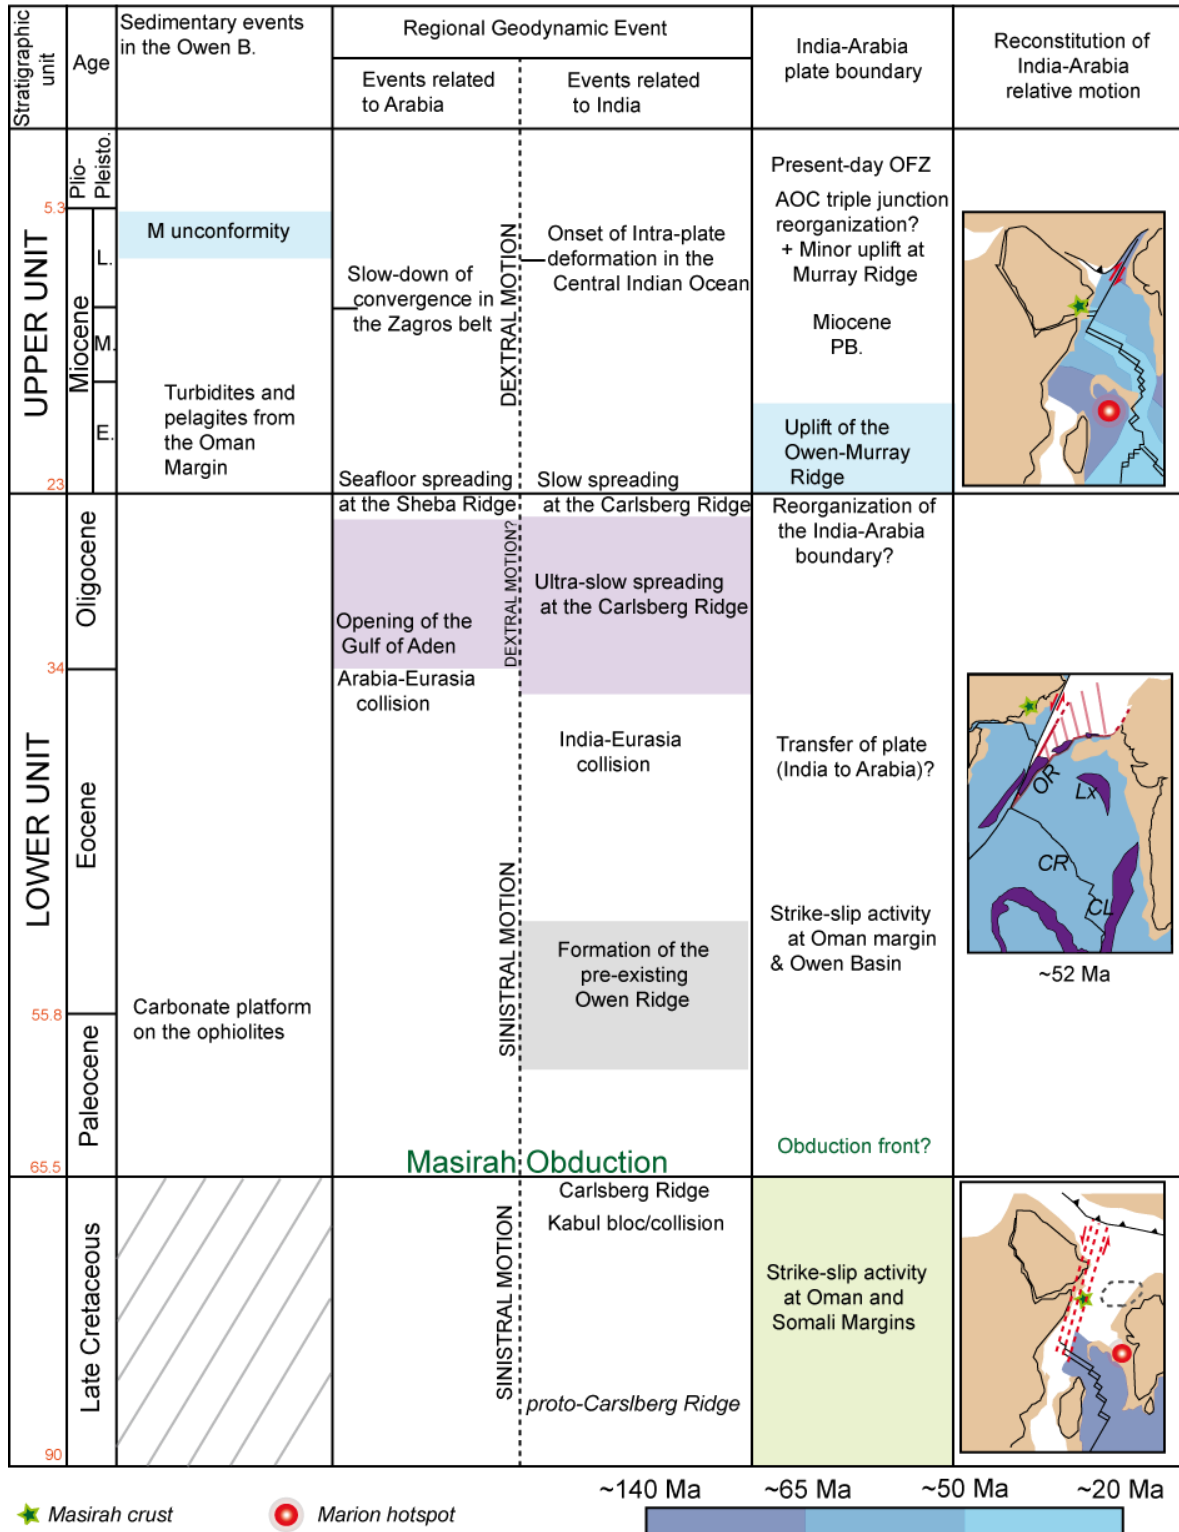 Stratigraphic
unit
Age
Sedimentary events
in the Owen B.
Regional Geodynamic Event
Events related
to Arabia
Events related
to India
India-Arabia
plate boundary
Reconstitution of
India-Arabia
relative motion
UPPER UNIT
Plio-
Pleisto.
5.3
Miocene
L.
M.
E.
23
M unconformity
Turbidites and
pelagites from
the Oman
Margin
Slow-down of
convergence in
the Zagros belt
Seafloor spreading
at the Sheba Ridge
DEXTRAL MOTION
Onset of Intra-plate
deformation in the
Central Indian Ocean
Slow spreading
at the Carlsberg Ridge
Present-day OFZ
AOC triple junction
reorganization?
+ Minor uplift at
Murray Ridge
Miocene
PB.
Uplift of the
Owen-Murray
Ridge
LOWER UNIT
Oligocene
34
Eocene
55.8
Paleocene
65.5
Carbonate platform
on the ophiolites
Opening of the
Gulf of Aden
Arabia-Eurasia
collision
DEXTRAL MOTION?
SINISTRAL MOTION
Ultra-slow spreading
at the Carlsberg Ridge
India-Eurasia
collision
Formation of the
pre-existing
Owen Ridge
Masirah Obduction
Reorganization of
the India-Arabia
boundary?
Transfer of plate
(India to Arabia)?
Strike-slip activity
at Oman margin
& Owen Basin
Obduction front?
OR
Lx
CR
CL
~52 Ma
Late Cretaceous
90
SINISTRAL MOTION
Carlsberg Ridge
Kabul bloc/collision
proto-Carslberg Ridge
Strike-slip activity
at Oman and
Somali Margins
Masirah crust
Marion hotspot
~140 Ma
~65 Ma
~50 Ma
~20 Ma